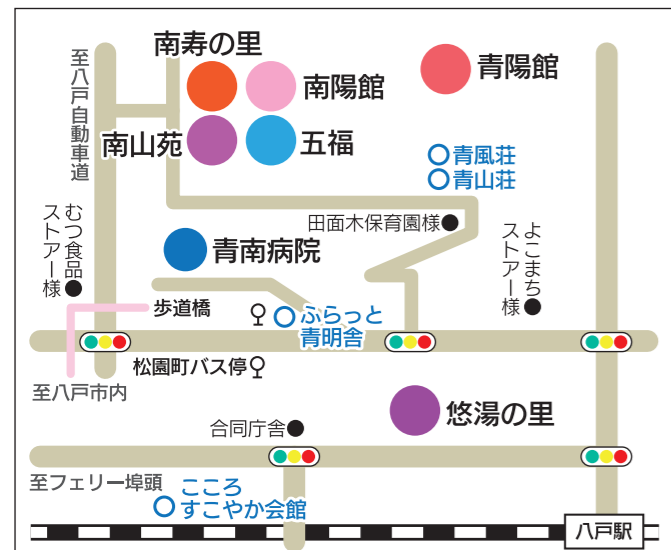 至八戸自動車道
南寿の里
南陽館
青陽館
南山苑
五福
青風荘
青山荘
田面木保育園様
よこまち
ストアー様
むつ食品
ストアー様
青南病院
歩道橋
ふらっと
青明舎
松園町バス停
至八戸市内
悠湯の里
合同庁舎
至フェリー埠頭
こころ
すこやか会館
八戸駅